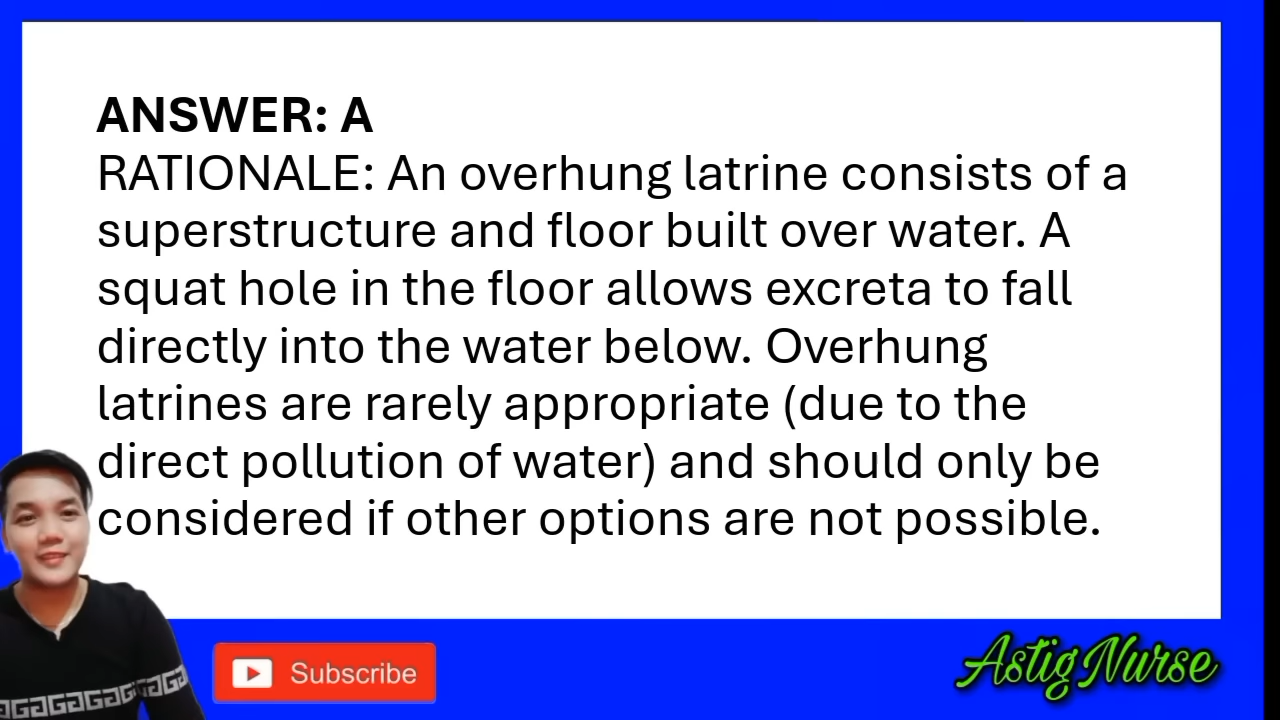 ANSWER: A
RATIONALE: An overhung latrine consists of a
superstructure and floor built over water. A
squat hole in the floor allows excreta to fall
directly into the water below. Overhung
latrines are rarely appropriate (due to the
direct pollution of water) and should only be
considered if other options are not possible.
Subscribe
Astig Nurse